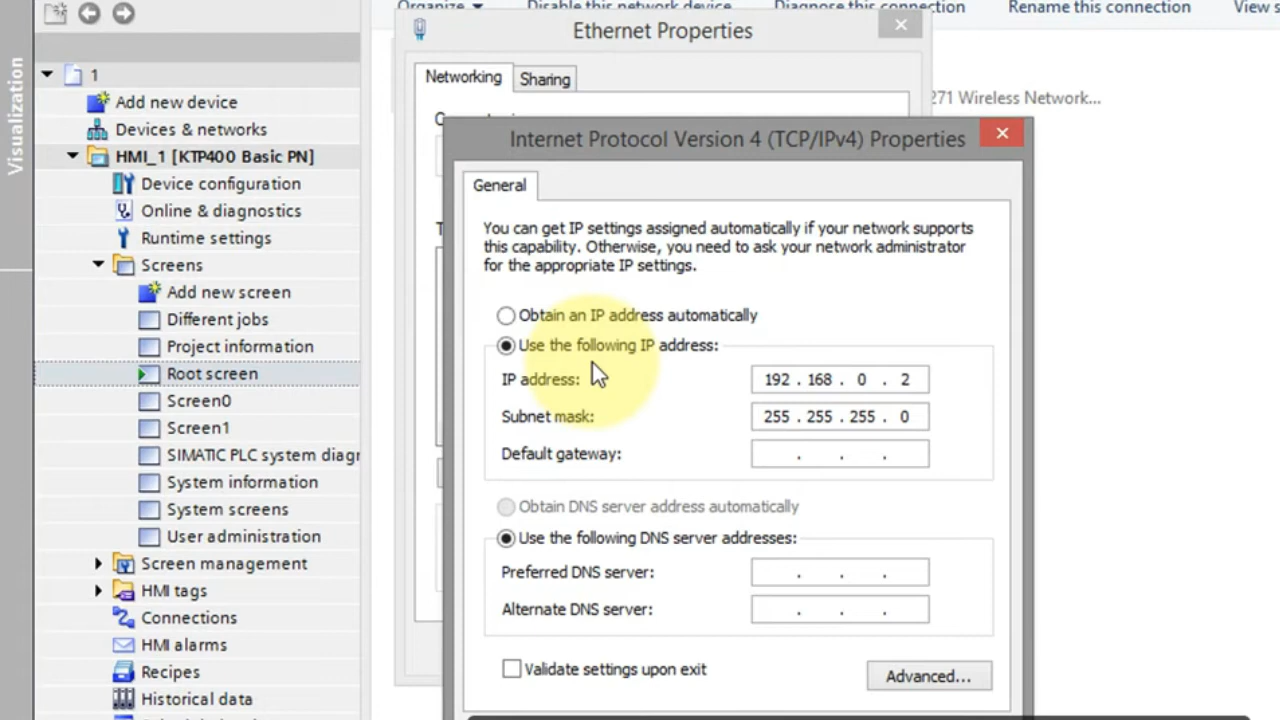 Organize
Disable this network device
Diagnose this connection
Rename this connection
View s
Visualization
1
Add new device
Devices & networks
HMI_1 [KTP400 Basic PN]
Device configuration
Online & diagnostics
Runtime settings
Screens
Add new screen
Different jobs
Project information
Root screen
Screen0
Screen1
SIMATIC PLC system diagr
System information
System screens
User administration
Screen management
HMI tags
Connections
HMI alarms
Recipes
Historical data
271 Wireless Network...
Ethernet Properties
Networking
Sharing
Internet Protocol Version 4 (TCP/IPv4) Properties
General
You can get IP settings assigned automatically if your network supports
this capability. Otherwise, you need to ask your network administrator
for the appropriate IP settings.
Obtain an IP address automatically
Use the following IP address:
IP address: 192 . 168 . 0 . 2
Subnet mask: 255 . 255 . 255 . 0
Default gateway: . . .
Obtain DNS server address automatically
Use the following DNS server addresses:
Preferred DNS server: . . .
Alternate DNS server: . . .
Validate settings upon exit
Advanced...